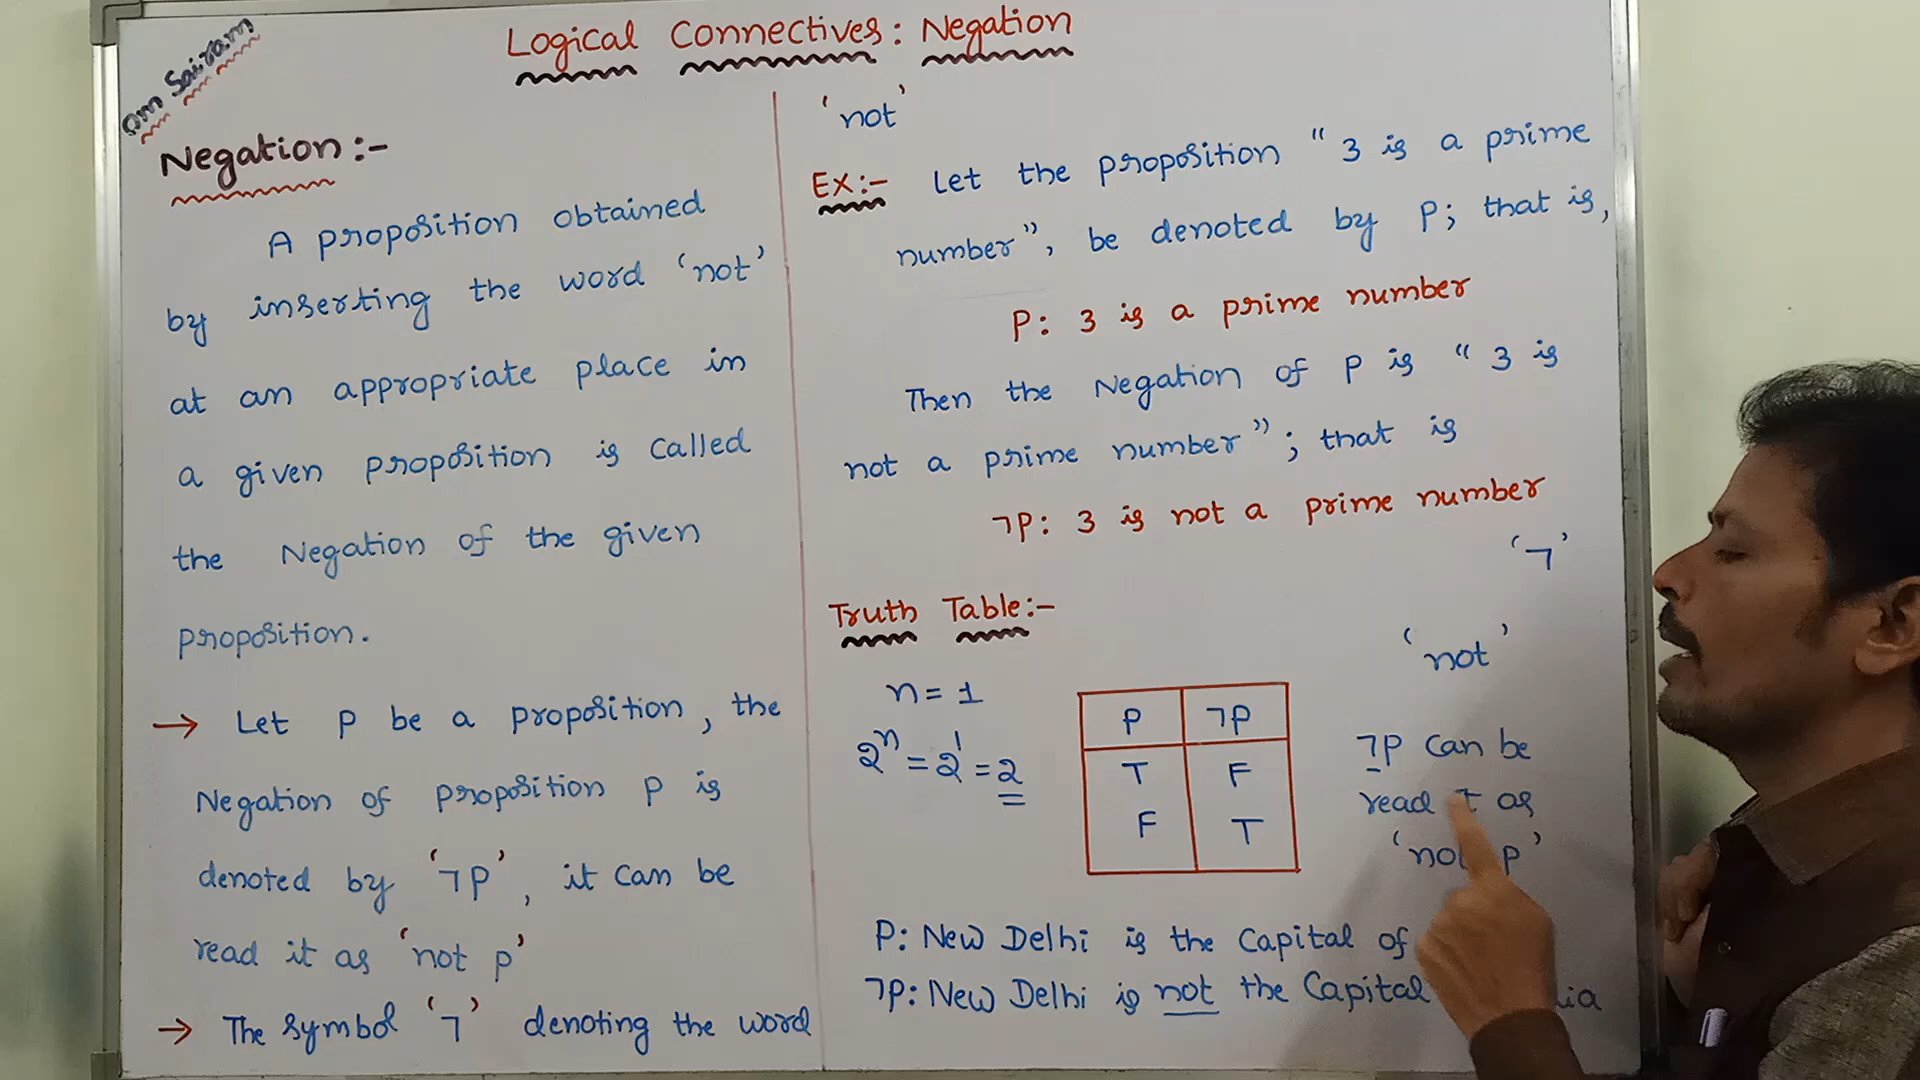 Om Sairam
Logical Connectives: Negation
Negation:-
A proposition obtained
by inserting the word 'not'
at an appropriate place in
a given proposition is called
the Negation of the given
proposition.
→ Let P be a proposition, the
Negation of proposition P is
denoted by '¬P', it can be
read it as 'not p'
→ The symbol '¬' denoting the word
'not'
Ex:- Let the proposition "3 is a prime
number", be denoted by P; that is,
P: 3 is a prime number
Then the Negation of P is "3 is
not a prime number"; that is
¬P: 3 is not a prime number
'¬'
'not'
Truth Table:-
n=1
2ⁿ=2¹=2
P ¬P
T F
F T
¬P can be
read it as
'not p'
P: New Delhi is the Capital of
¬P: New Delhi is not the Capital